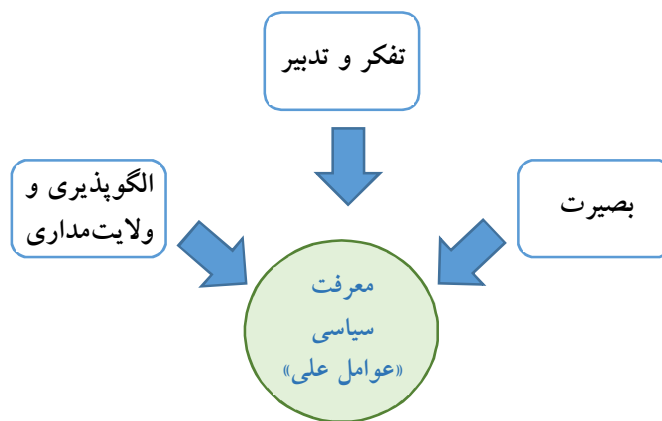 تفکر و تدبیر
بصیرت
الگوپذیری و
ولایت‌مداری
معرفت
سیاسی
«عوامل علی»